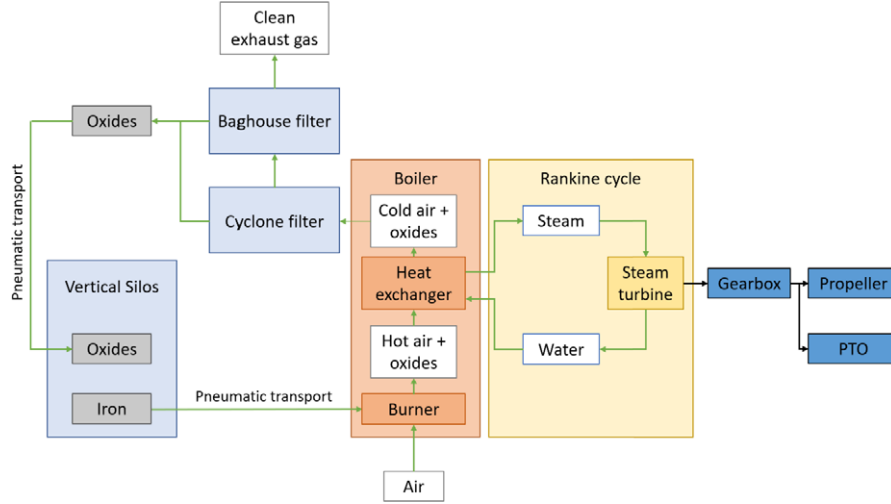 Clean
exhaust gas
Oxides
Baghouse filter
Pneumatic transport
Cyclone filter
Boiler
Cold air +
oxides
Heat
exchanger
Hot air +
oxides
Burner
Air
Rankine cycle
Steam
Steam
turbine
Water
Gearbox
Propeller
PTO
Vertical Silos
Oxides
Iron
Pneumatic transport